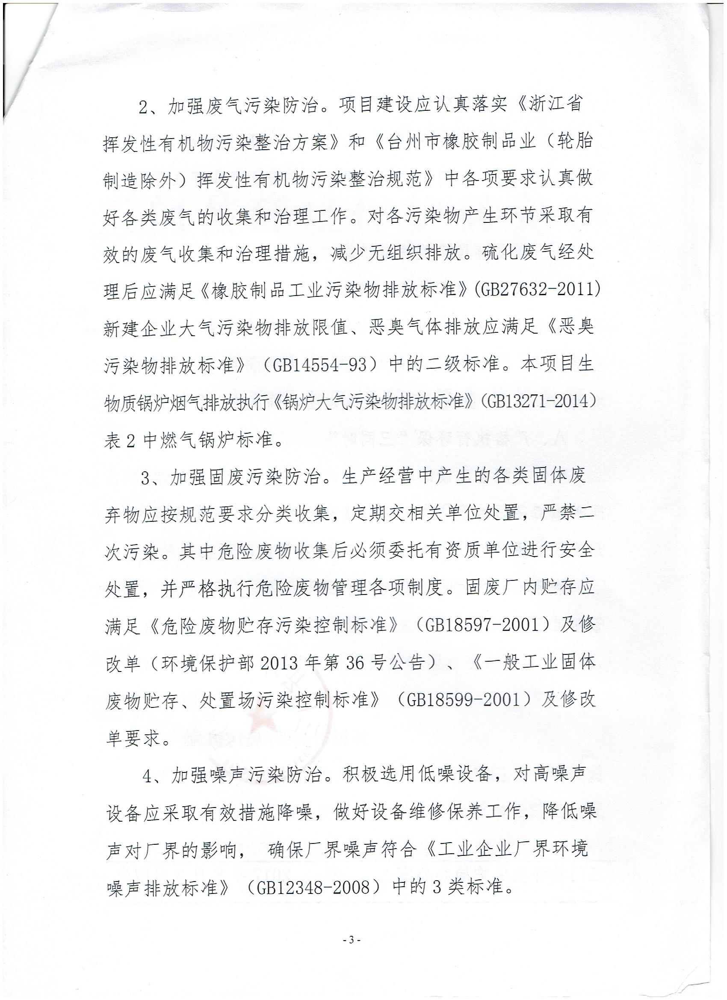 2、加强废气污染防治。项目建设应认真落实《浙江省
挥发性有机物污染整治方案》和《台州市橡胶制品业（轮胎
制造除外）挥发性有机物污染整治规范》中各项要求认真做
好各类废气的收集和治理工作。对各污染物产生环节采取有
效的废气收集和治理措施，减少无组织排放。硫化废气经处
理后应满足《橡胶制品工业污染物排放标准》(GB27632-2011)
新建企业大气污染物排放限值、恶臭气体排放应满足《恶臭
污染物排放标准》（GB14554-93）中的二级标准。本项目生
物质锅炉烟气排放执行《锅炉大气污染物排放标准》（GB13271-2014）
表2中燃气锅炉标准。
3、加强固废污染防治。生产经营中产生的各类固体废
弃物应按规范要求分类收集，定期交相关单位处置，严禁二
次污染。其中危险废物收集后必须委托有资质单位进行安全
处置，并严格执行危险废物管理各项制度。固废厂内贮存应
满足《危险废物贮存污染控制标准》（GB18597-2001）及修
改单（环境保护部2013年第36号公告）、《一般工业固体
废物贮存、处置场污染控制标准》（GB18599-2001）及修改
单要求。
4、加强噪声污染防治。积极选用低噪设备，对高噪声
设备应采取有效措施降噪，做好设备维修保养工作，降低噪
声对厂界的影响， 确保厂界噪声符合《工业企业厂界环境
噪声排放标准》（GB12348-2008）中的3类标准。
- 3 -